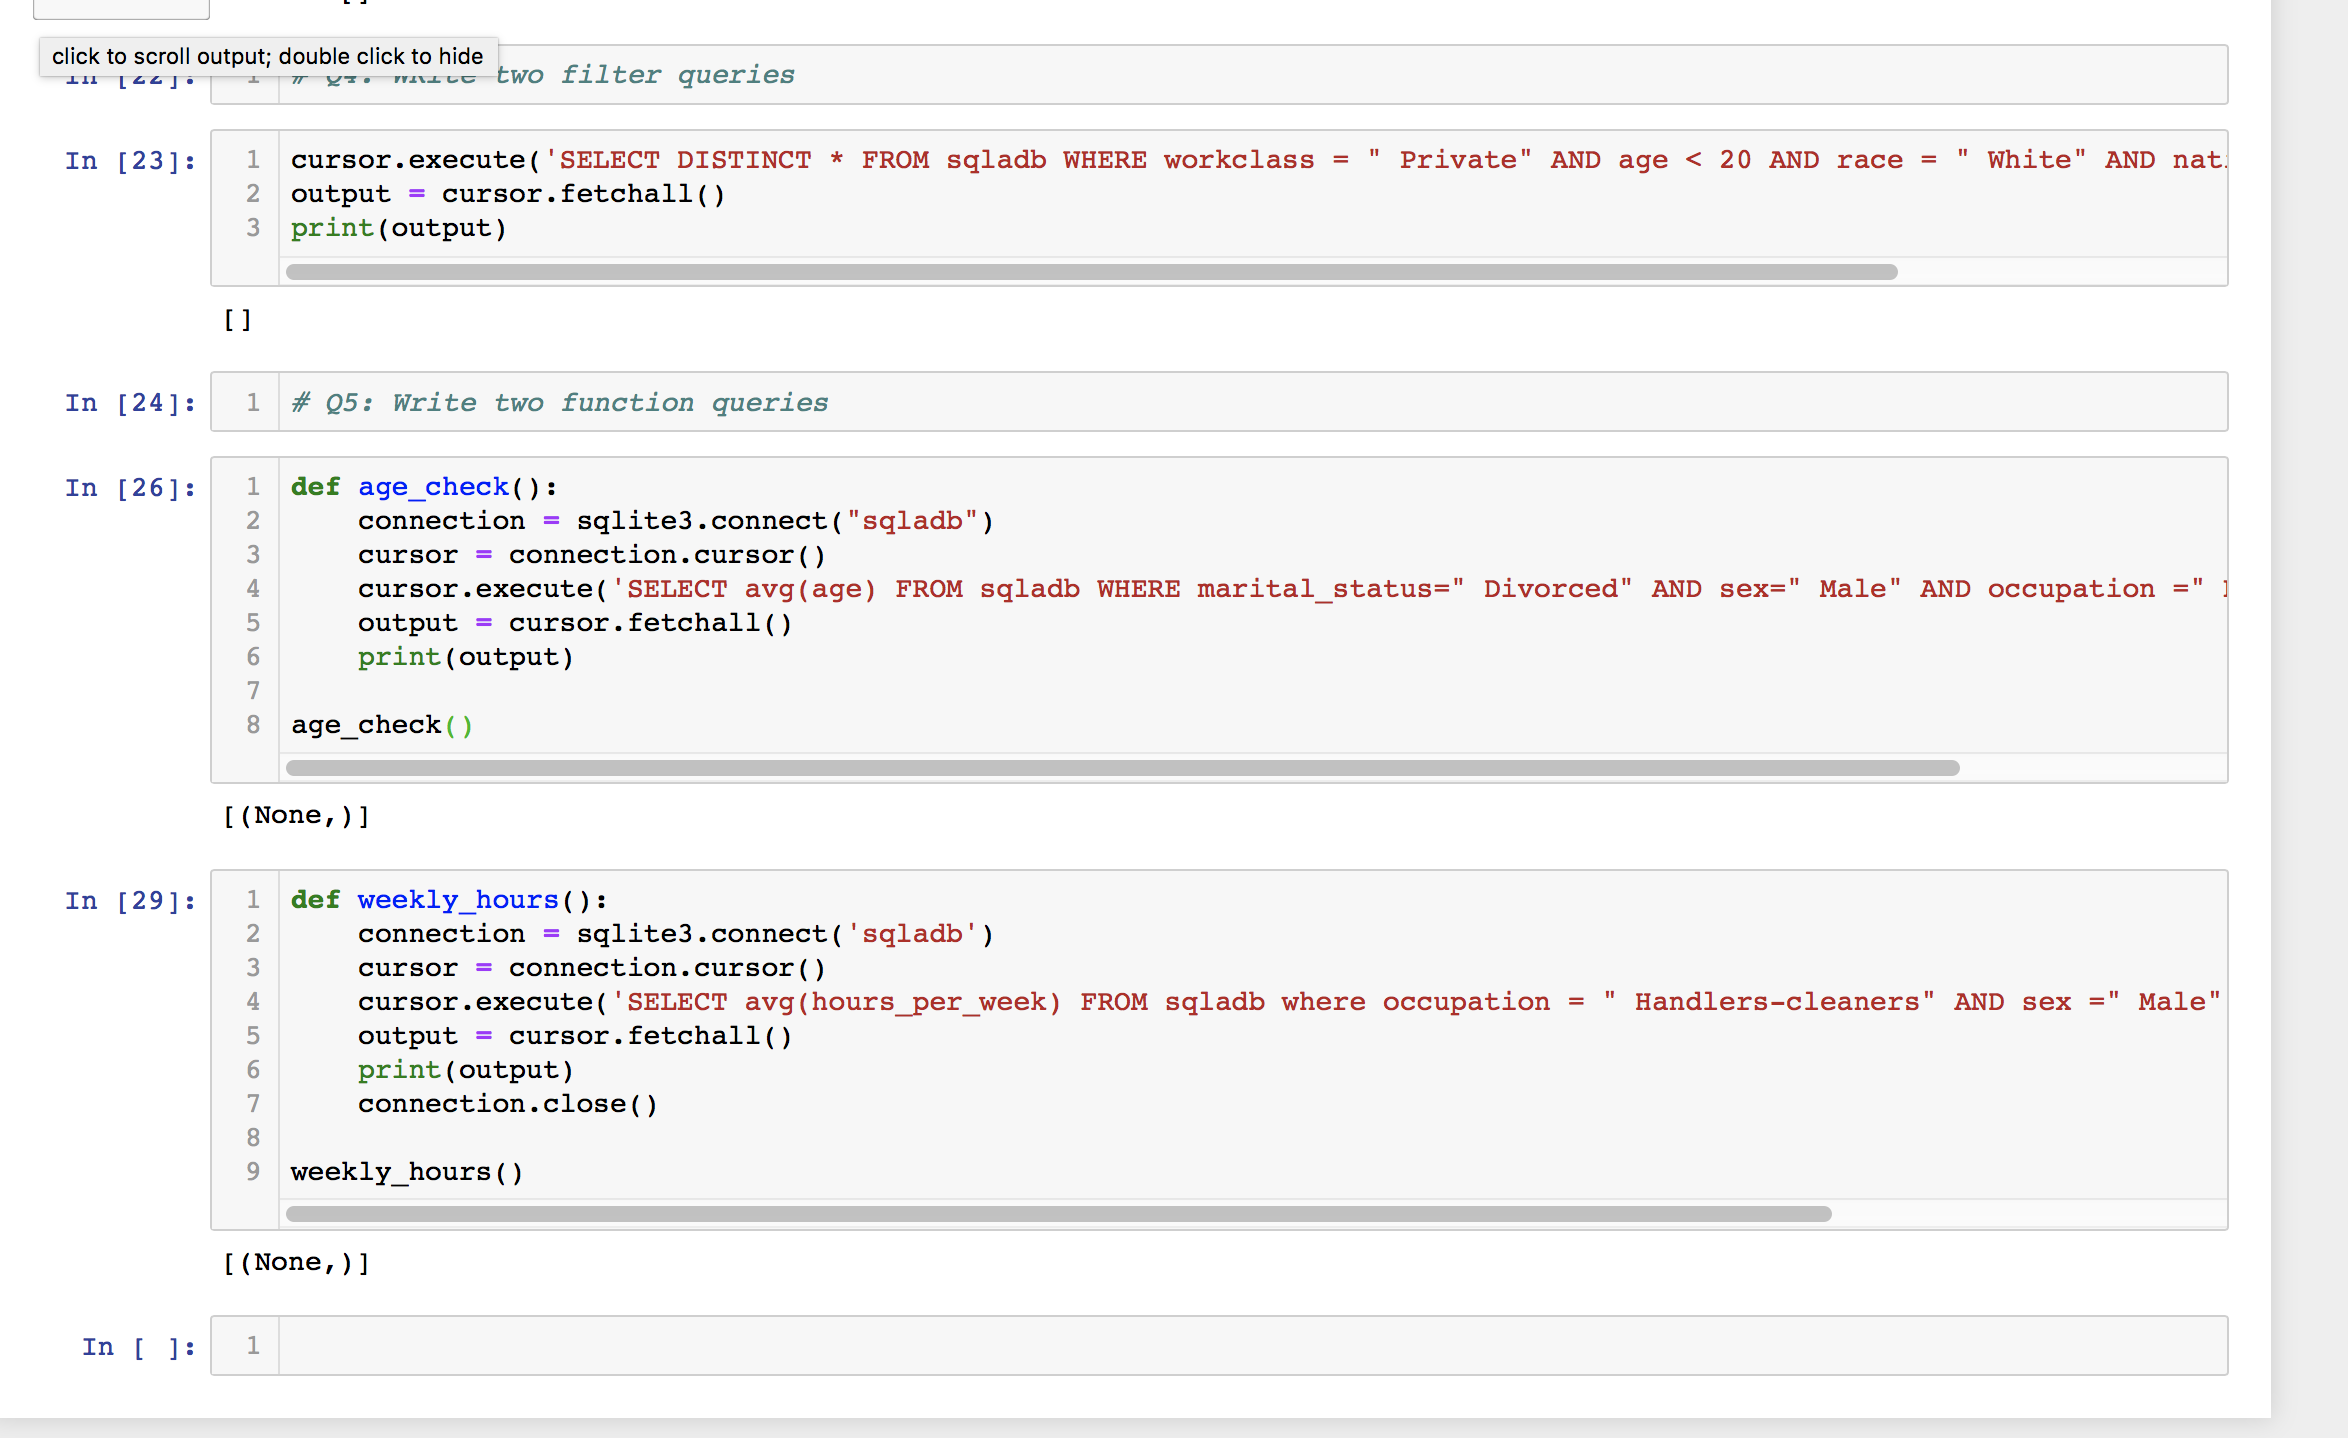 []
click to scroll output; double click to hide
In [22]: 1 # Q4: Write two filter queries
In [23]: 1 cursor.execute('SELECT DISTINCT * FROM sqladb WHERE workclass = " Private" AND age < 20 AND race = " White" AND nati
2 output = cursor.fetchall()
3 print(output)
[]
In [24]: 1 # Q5: Write two function queries
In [26]: 1 def age_check():
2     connection = sqlite3.connect("sqladb")
3     cursor = connection.cursor()
4     cursor.execute('SELECT avg(age) FROM sqladb WHERE marital_status=" Divorced" AND sex=" Male" AND occupation ="
5     output = cursor.fetchall()
6     print(output)
7
8 age_check()
[(None,)]
In [29]: 1 def weekly_hours():
2     connection = sqlite3.connect('sqladb')
3     cursor = connection.cursor()
4     cursor.execute('SELECT avg(hours_per_week) FROM sqladb where occupation = " Handlers-cleaners" AND sex =" Male"
5     output = cursor.fetchall()
6     print(output)
7     connection.close()
8
9 weekly_hours()
[(None,)]
In [ ]: 1